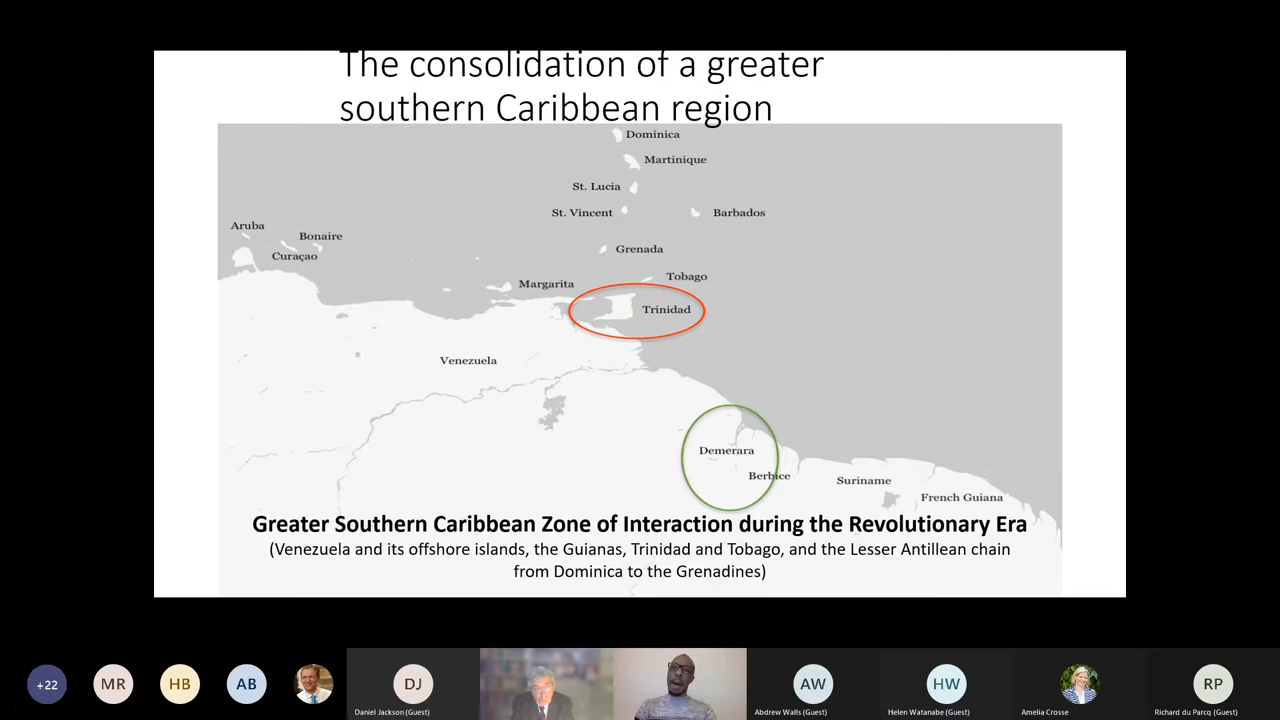 The consolidation of a greater
southern Caribbean region
Dominica
Martinique
St. Lucia
St. Vincent
Barbados
Aruba
Bonaire
Curaçao
Grenada
Tobago
Margarita
Trinidad
Venezuela
Demerara
Berbice
Suriname
French Guiana
Greater Southern Caribbean Zone of Interaction during the Revolutionary Era
(Venezuela and its offshore islands, the Guianas, Trinidad and Tobago, and the Lesser Antillean chain
from Dominica to the Grenadines)
+22
MR
HB
AB
DJ
AW
HW
RP
Daniel Jackson (Guest)
Abdrew Walls (Guest)
Helen Watanabe (Guest)
Amelia Crosse
Richard du Parcq (Guest)